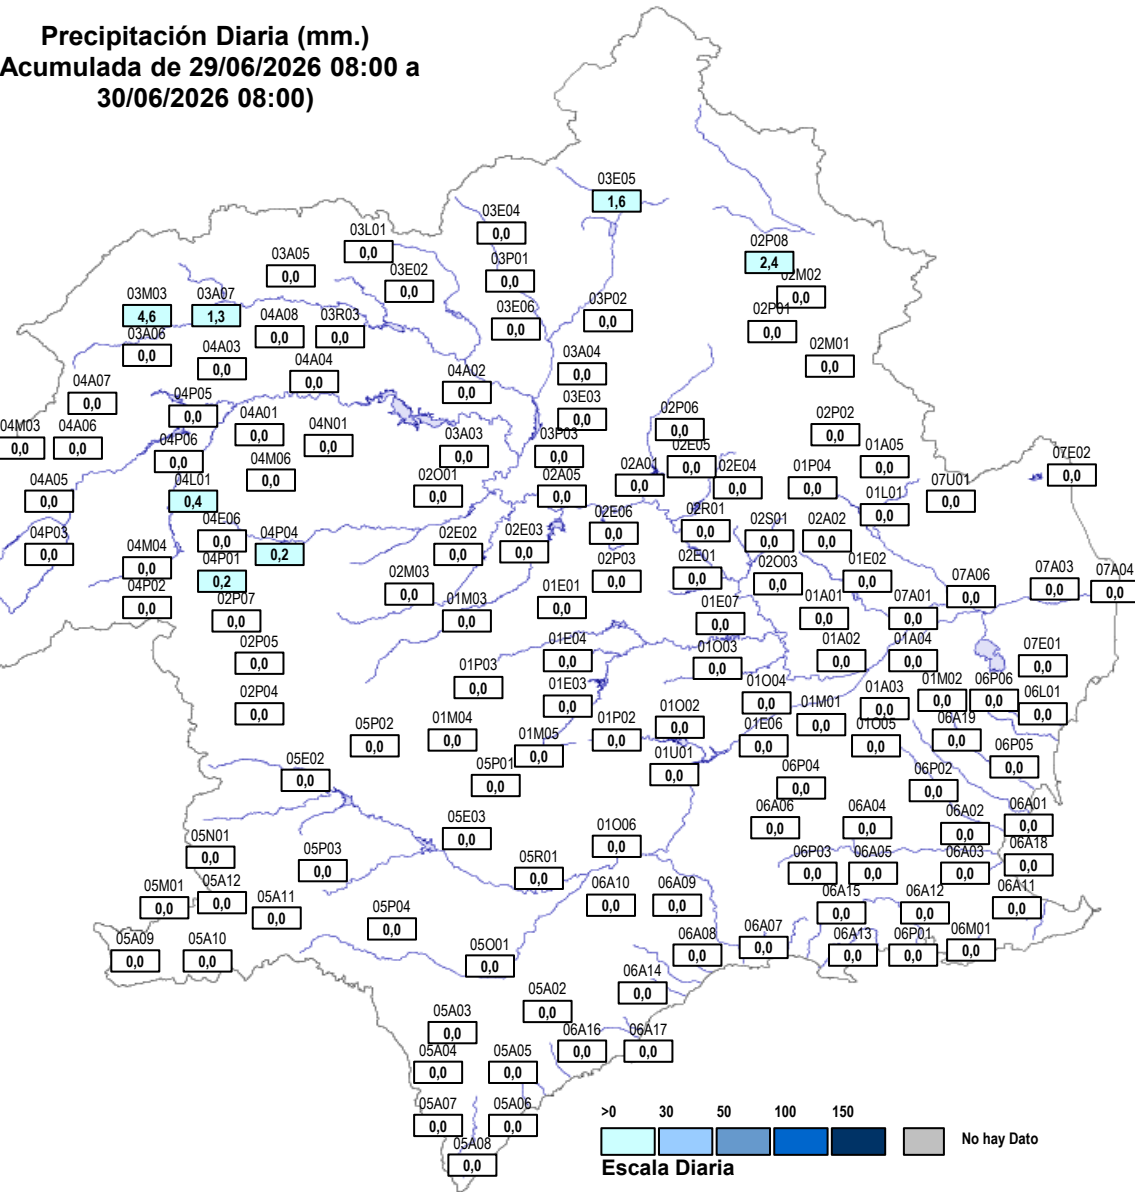 Precipitación Diaria (mm.)
Acumulada de 29/06/2026 08:00 a
30/06/2026 08:00)
03E05
1,6
03E04
0,0
03L01
0,0
02P08
2,4
03A05
0,0
03P01
0,0
03E02
0,0
02M02
0,0
03M03
4,6
03A07
1,3
03P02
0,0
04A08
0,0
03R03
0,0
03E06
0,0
02P01
0,0
03A06
0,0
04A03
0,0
03A04
0,0
02M01
0,0
04A04
0,0
04A02
0,0
04A07
0,0
04P05
0,0
03E03
0,0
02P06
0,0
02P02
0,0
04M03
0,0
04A06
0,0
04A01
0,0
04N01
0,0
03A03
0,0
03P03
0,0
04P06
0,0
02E05
0,0
01A05
0,0
07E02
0,0
04M06
0,0
02O01
0,0
02A05
0,0
02A01
0,0
02E04
0,0
01P04
0,0
07U01
0,0
04A05
0,0
04L01
0,4
01L01
0,0
04E06
0,0
04P04
0,2
02E02
0,0
02E03
0,0
02E06
0,0
02R01
0,0
02S01
0,0
02A02
0,0
04P03
0,0
04M04
0,0
04P01
0,2
02P03
0,0
02E01
0,0
02O03
0,0
01E02
0,0
07A03
0,0
07A04
0,0
04P02
0,0
02P07
0,0
02M03
0,0
01M03
0,0
01E01
0,0
01E07
0,0
01A01
0,0
07A01
0,0
07A06
0,0
02P05
0,0
01E04
0,0
01O03
0,0
01A02
0,0
01A04
0,0
07E01
0,0
01P03
0,0
02P04
0,0
01E03
0,0
01O04
0,0
01A03
0,0
01M02
0,0
06P06
0,0
06L01
0,0
05P02
0,0
01M04
0,0
01M05
0,0
01P02
0,0
01O02
0,0
01E06
0,0
01M01
0,0
01O05
0,0
06A19
0,0
05E02
0,0
05P01
0,0
01U01
0,0
06P04
0,0
06P02
0,0
06P05
0,0
05N01
0,0
05P03
0,0
05E03
0,0
01O06
0,0
06A06
0,0
06A04
0,0
06A02
0,0
06A01
0,0
05R01
0,0
06P03
0,0
06A05
0,0
06A03
0,0
06A18
0,0
05M01
0,0
05A12
0,0
05A11
0,0
05P04
0,0
06A10
0,0
06A09
0,0
06A15
0,0
06A12
0,0
06A11
0,0
05A09
0,0
05A10
0,0
05O01
0,0
06A08
0,0
06A07
0,0
06A13
0,0
06P01
0,0
06M01
0,0
06A14
0,0
05A03
0,0
05A02
0,0
06A16
0,0
06A17
0,0
05A04
0,0
05A05
0,0
05A07
0,0
05A06
0,0
05A08
0,0
>0 30 50 100 150
No hay Dato
Escala Diaria